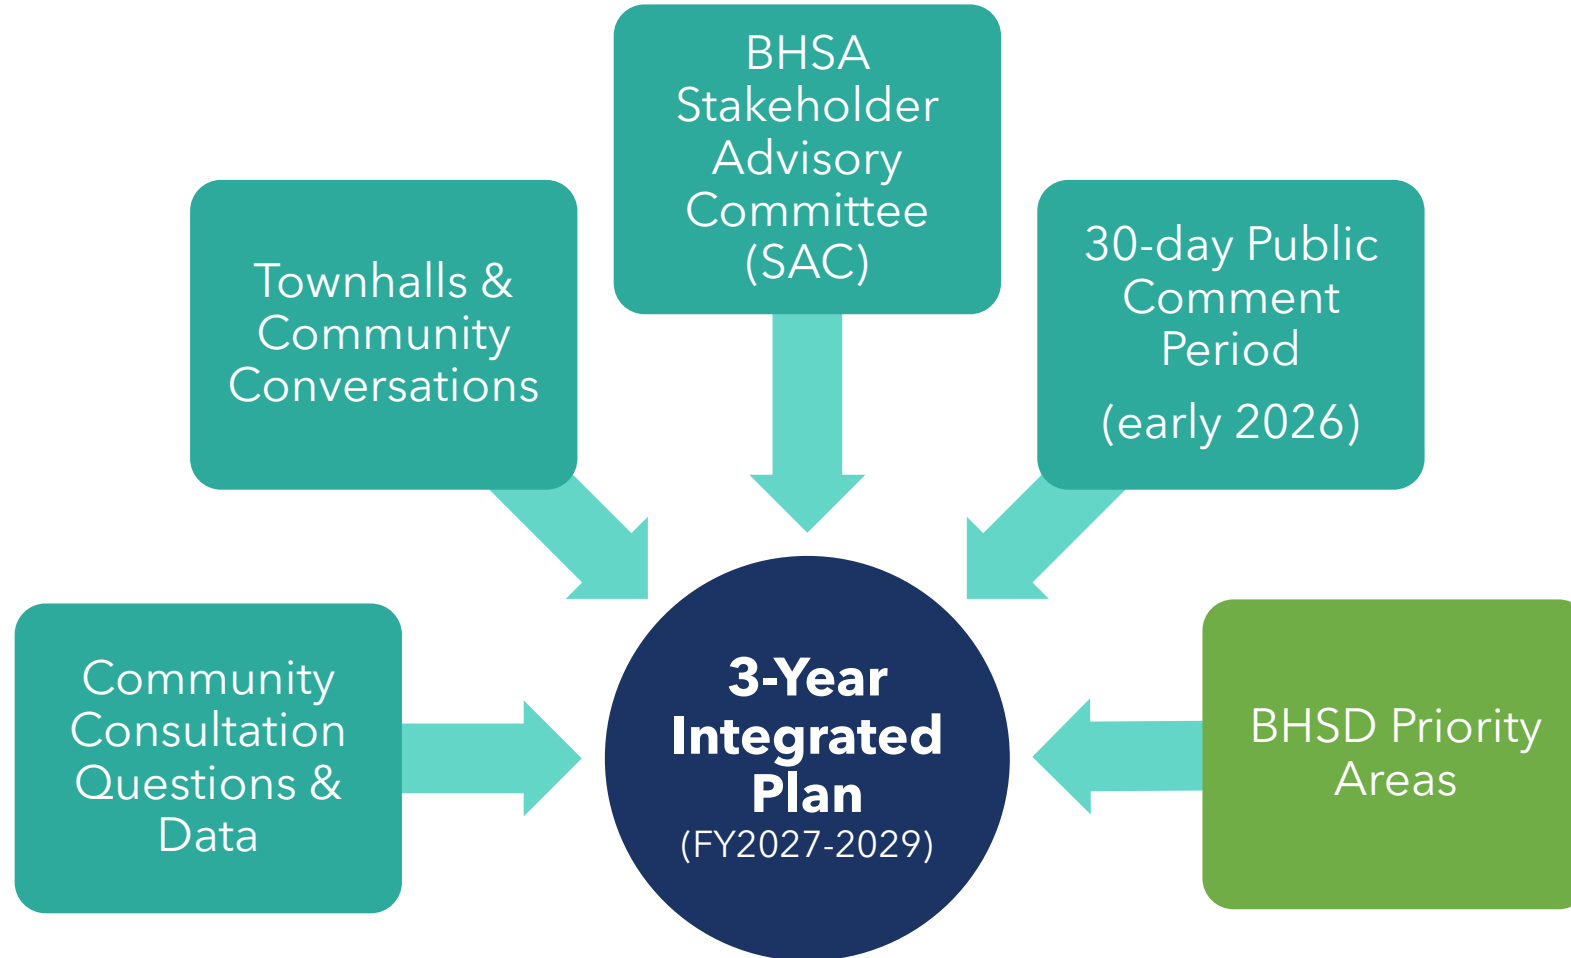 BHSA
Stakeholder
Advisory
Committee
(SAC)
Townhalls &
Community
Conversations
30-day Public
Comment
Period
(early 2026)
Community
Consultation
Questions &
Data
3-Year
Integrated
Plan
(FY2027-2029)
BHSD Priority
Areas